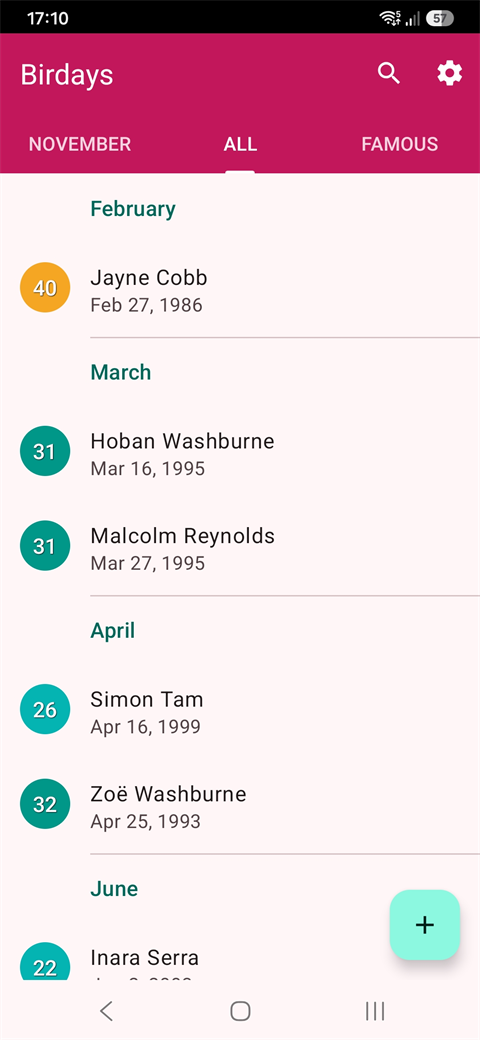 17:10
5
57
Birdays
NOVEMBER
ALL
FAMOUS
February
40
Jayne Cobb
Feb 27, 1986
March
31
Hoban Washburne
Mar 16, 1995
31
Malcolm Reynolds
Mar 27, 1995
April
26
Simon Tam
Apr 16, 1999
32
Zoë Washburne
Apr 25, 1993
June
22
Inara Serra